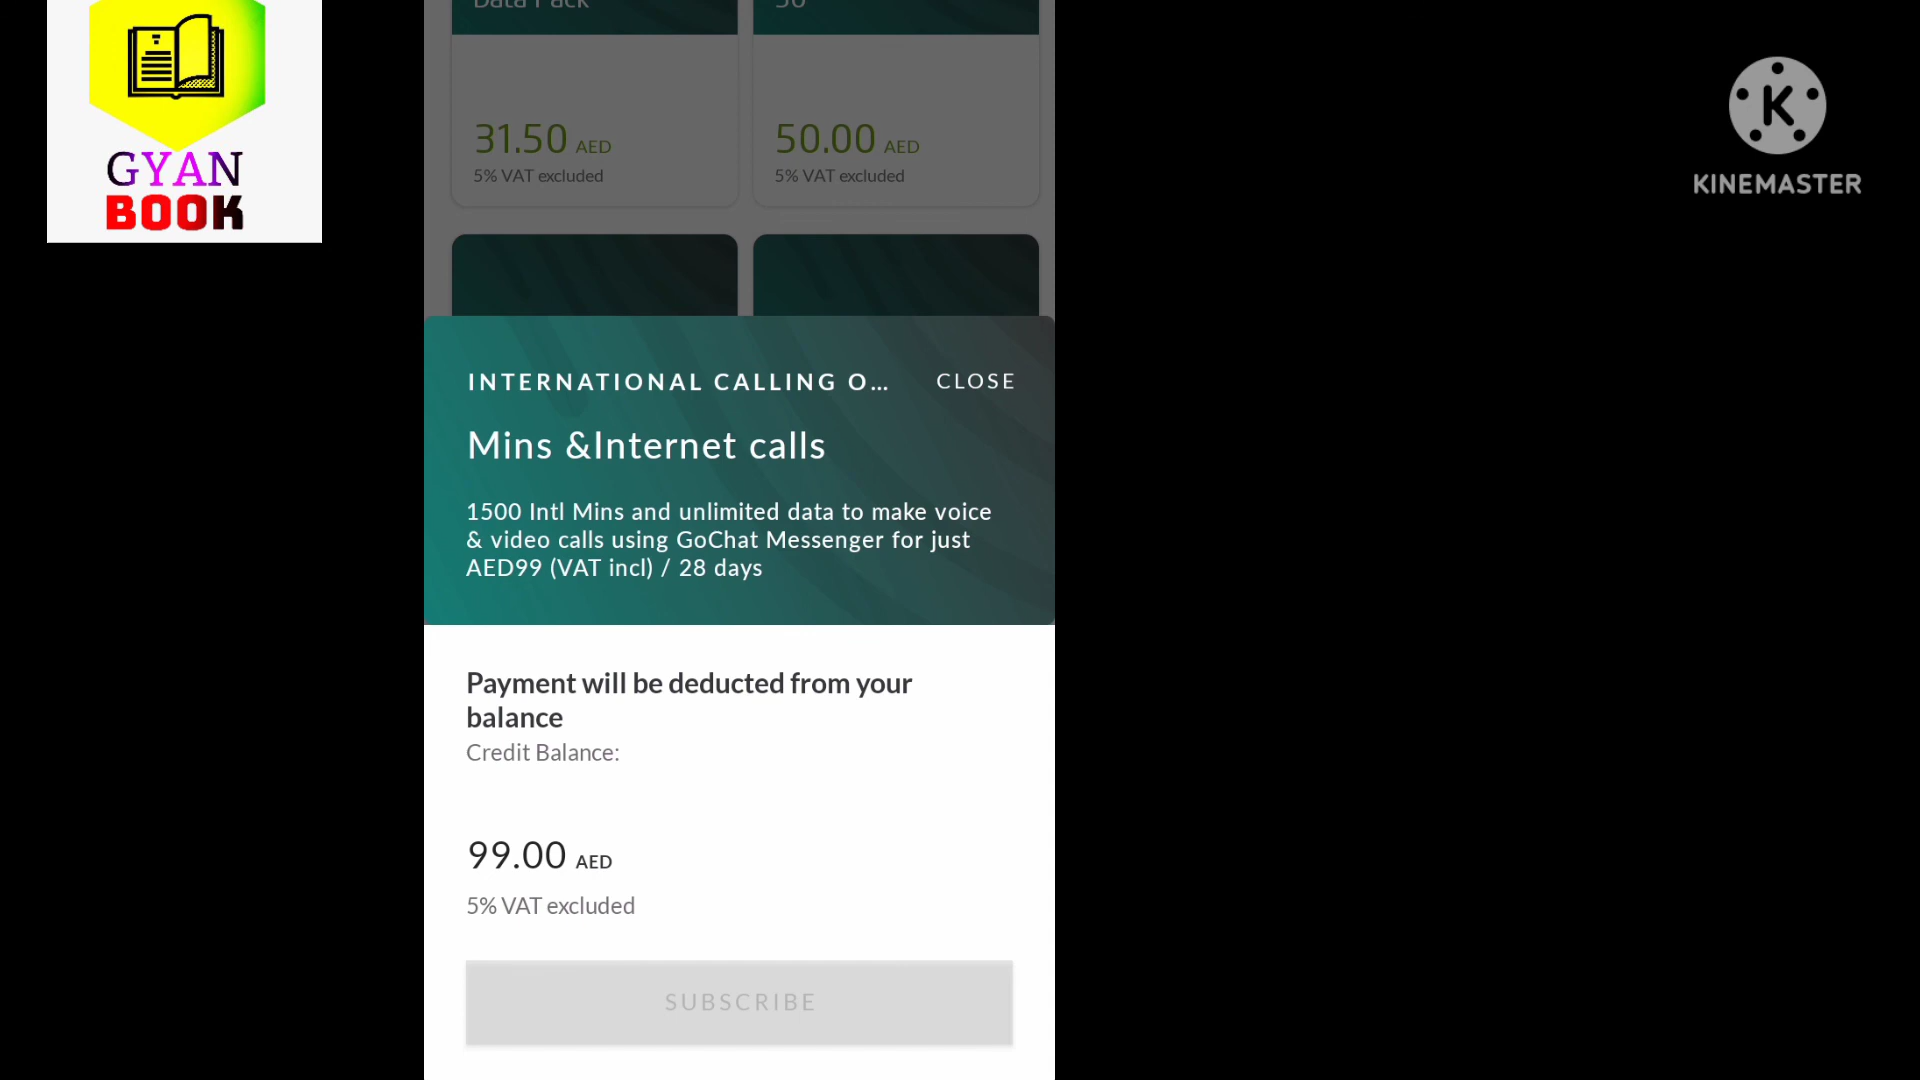 GYAN
BOOK
Data Pack
50
31.50 AED
5% VAT excluded
50.00 AED
5% VAT excluded
K
KINEMASTER
INTERNATIONAL CALLING O...
CLOSE
Mins &Internet calls
1500 Intl Mins and unlimited data to make voice
& video calls using GoChat Messenger for just
AED99 (VAT incl) / 28 days
Payment will be deducted from your
balance
Credit Balance:
99.00 AED
5% VAT excluded
SUBSCRIBE